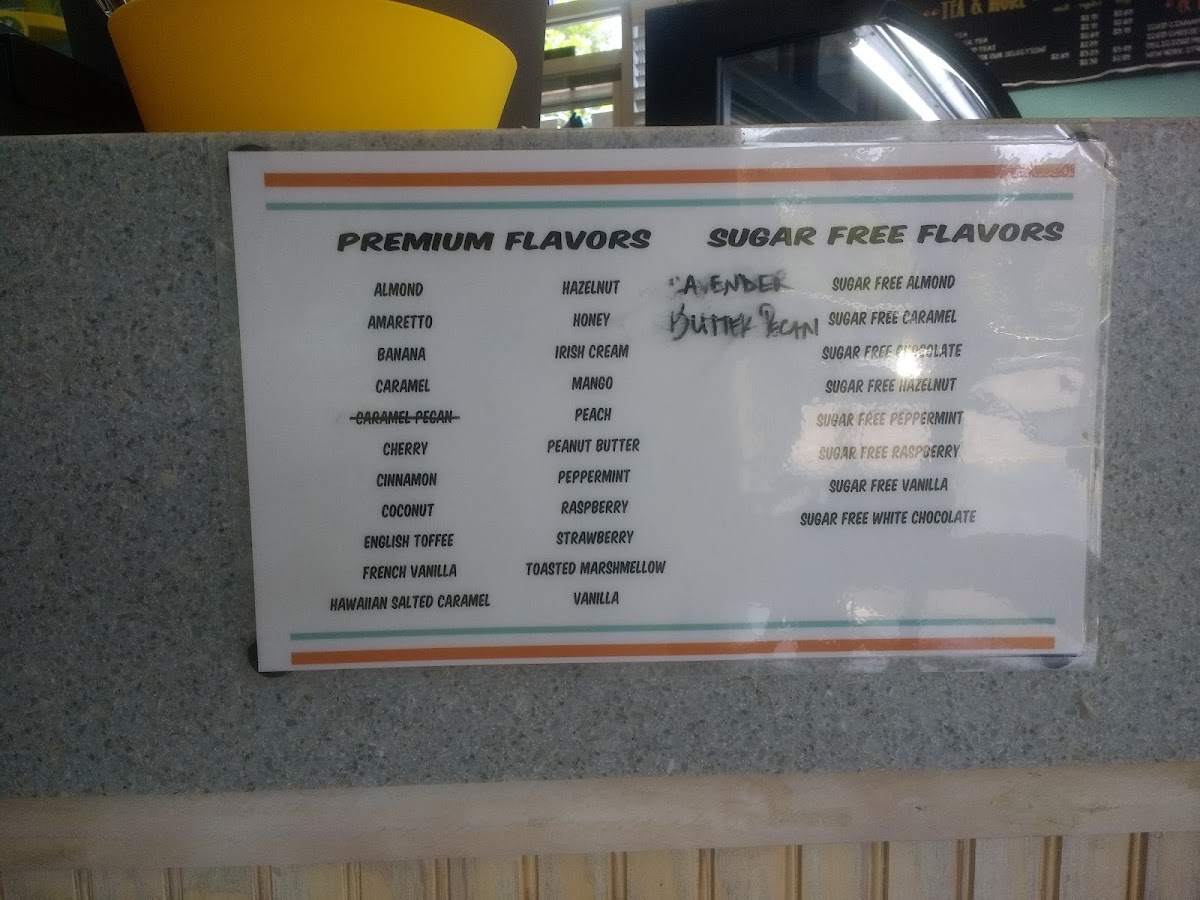 TEA & MORE
PREMIUM FLAVORS
ALMOND
AMARETTO
BANANA
CARAMEL
CARAMEL PECAN
CHERRY
CINNAMON
COCONUT
ENGLISH TOFFEE
FRENCH VANILLA
HAWAIIAN SALTED CARAMEL
HAZELNUT
HONEY
IRISH CREAM
MANGO
PEACH
PEANUT BUTTER
PEPPERMINT
RASPBERRY
STRAWBERRY
TOASTED MARSHMELLOW
VANILLA
LAVENDER
BUTTER PECAN
SUGAR FREE FLAVORS
SUGAR FREE ALMOND
SUGAR FREE CARAMEL
SUGAR FREE CHOCOLATE
SUGAR FREE HAZELNUT
SUGAR FREE PEPPERMINT
SUGAR FREE RASPBERRY
SUGAR FREE VANILLA
SUGAR FREE WHITE CHOCOLATE